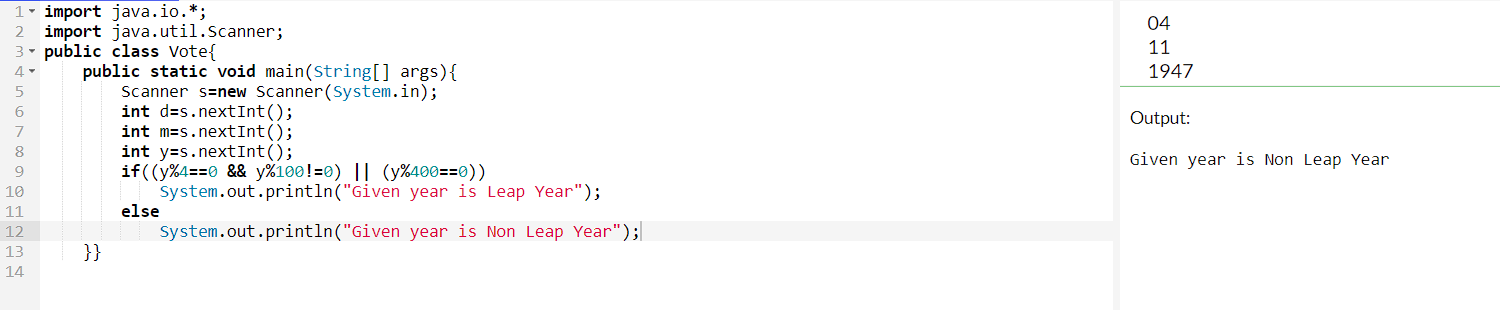 1 import java.io.*;
2 import java.util.Scanner;
3 public class Vote{
4 public static void main(String[] args){
5 Scanner s=new Scanner(System.in);
6 int d=s.nextInt();
7 int m=s.nextInt();
8 int y=s.nextInt();
9 if((y%4==0 && y%100!=0) || (y%400==0))
10 System.out.println("Given year is Leap Year");
11 else
12 System.out.println("Given year is Non Leap Year");
13 }}
14
04
11
1947
Output:
Given year is Non Leap Year